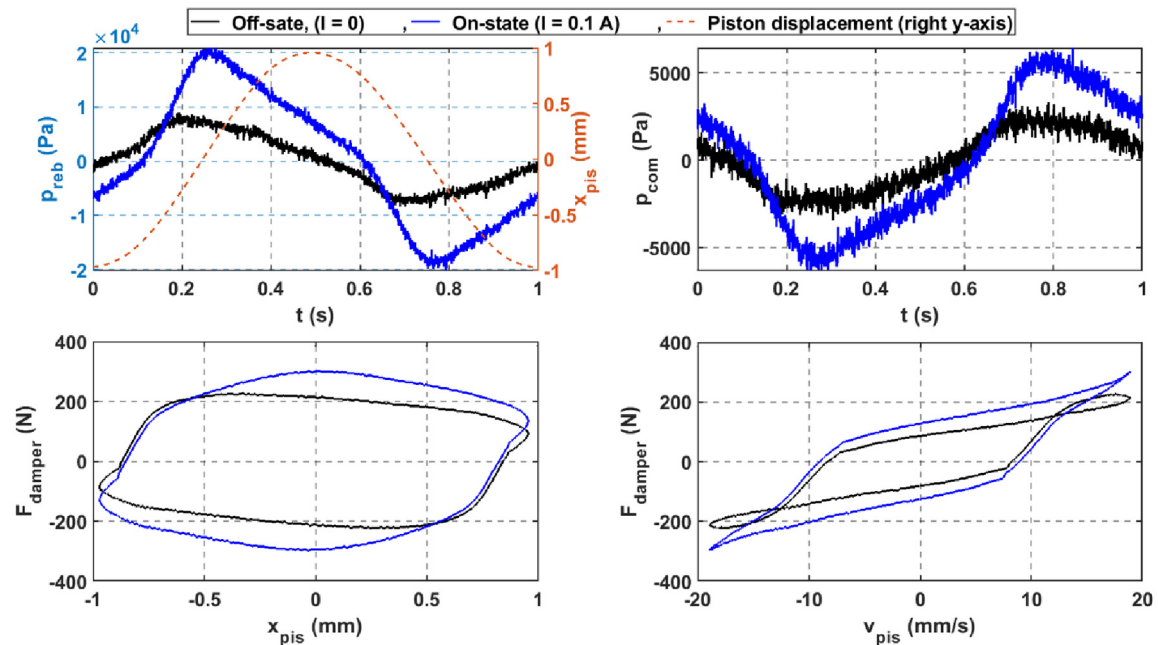 Off-sate, (I = 0) , On-state (I = 0.1 A) , Piston displacement (right y-axis)
×10⁴
2
1
0
-1
-2
p_reb (Pa)
1
0.5
0
-0.5
-1
x_pis (mm)
0 0.2 0.4 0.6 0.8 1
t (s)
5000
0
-5000
p_com (Pa)
0 0.2 0.4 0.6 0.8 1
t (s)
400
200
0
-200
-400
F_damper (N)
-1 -0.5 0 0.5 1
x_pis (mm)
400
200
0
-200
-400
F_damper (N)
-20 -10 0 10 20
v_pis (mm/s)